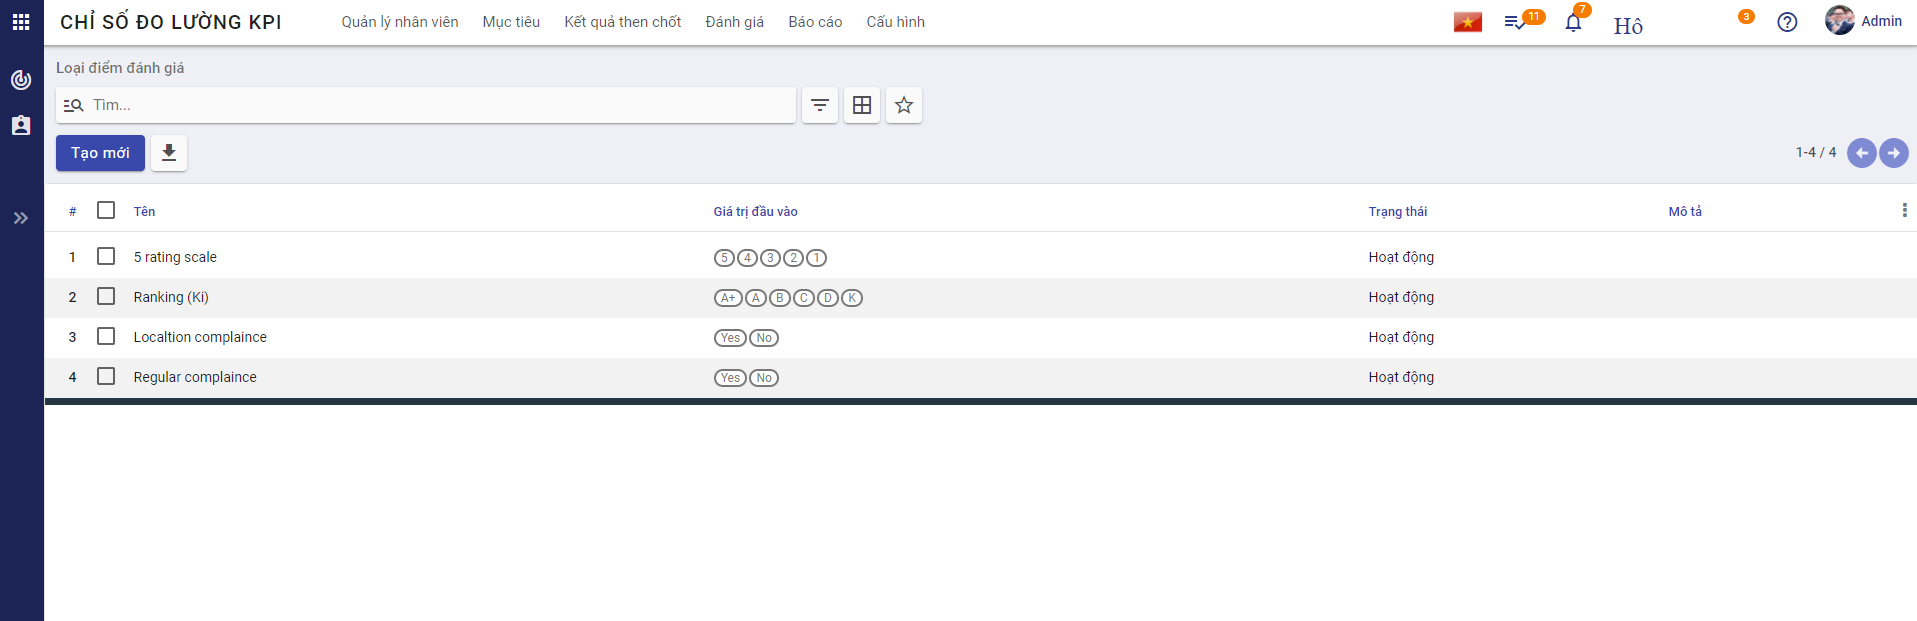 CHỈ SỐ ĐO LƯỜNG KPI Quản lý nhân viên Mục tiêu Kết quả then chốt Đánh giá Báo cáo Cấu hình 11 7 Hô 3 Admin
Loại điểm đánh giá
Tìm...
Tạo mới 1-4 / 4
# Tên Giá trị đầu vào Trạng thái Mô tả
1 5 rating scale 5 4 3 2 1 Hoạt động
2 Ranking (Ki) A+ A B C D K Hoạt động
3 Localtion complaince Yes No Hoạt động
4 Regular complaince Yes No Hoạt động